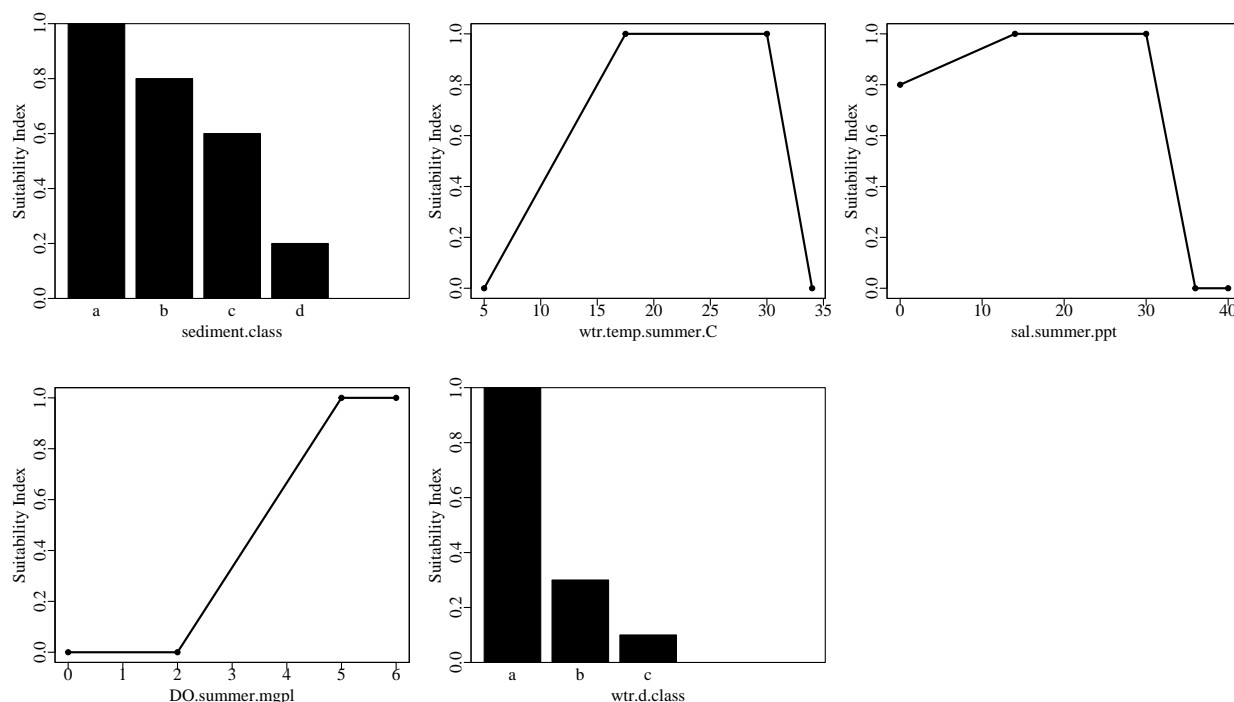 Suitability Index
0.0 0.2 0.4 0.6 0.8 1.0
a b c d
sediment.class
Suitability Index
0.0 0.2 0.4 0.6 0.8 1.0
5 10 15 20 25 30 35
wtr.temp.summer.C
Suitability Index
0.0 0.2 0.4 0.6 0.8 1.0
0 10 20 30 40
sal.summer.ppt
Suitability Index
0.0 0.2 0.4 0.6 0.8 1.0
0 1 2 3 4 5 6
DO.summer.mgpl
Suitability Index
0.0 0.2 0.4 0.6 0.8 1.0
a b c
wtr.d.class